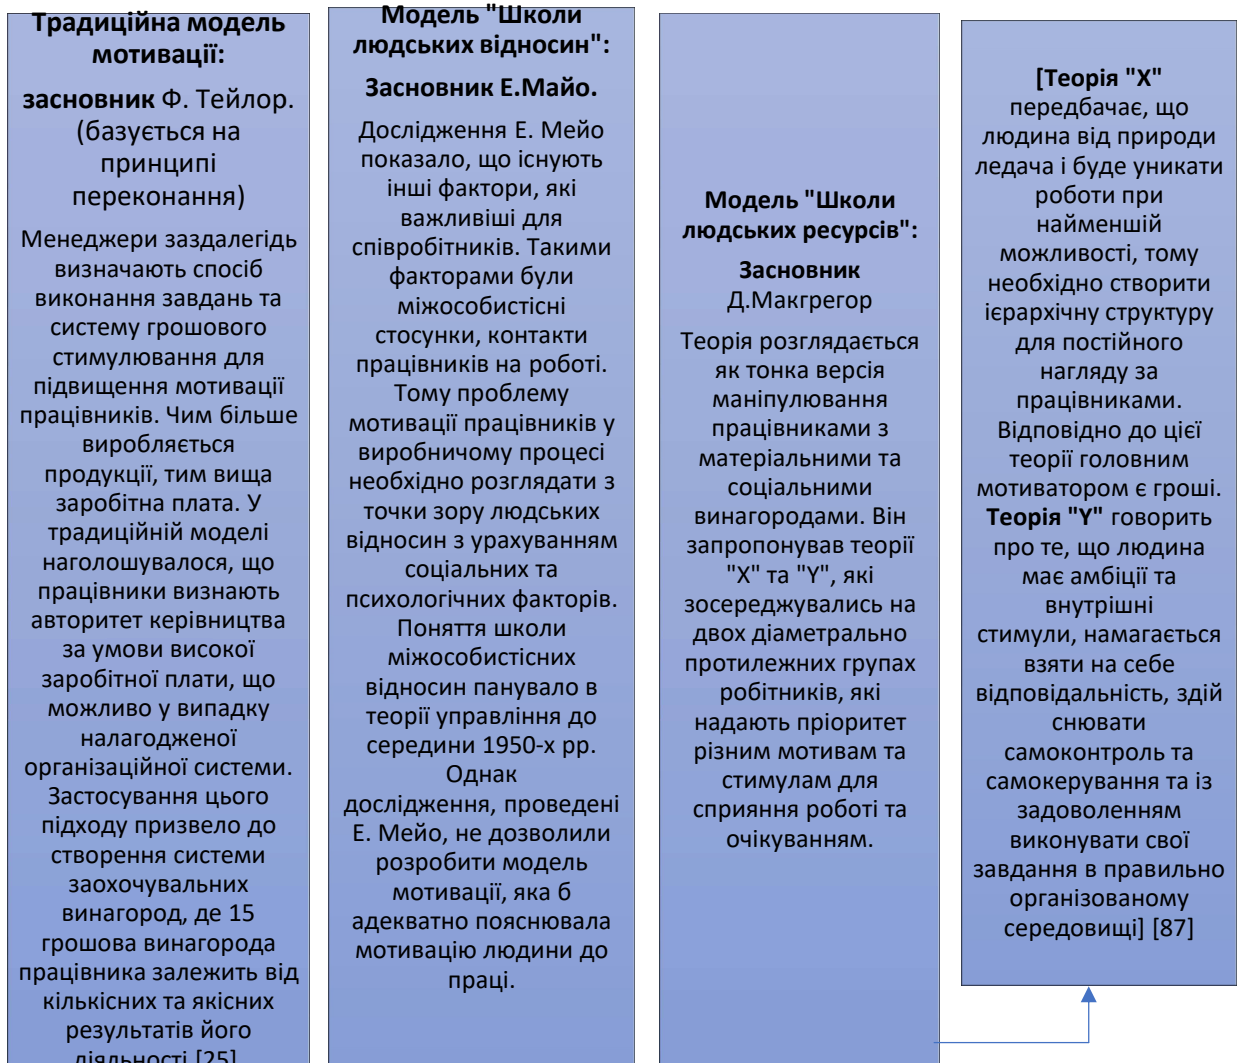 Традиційна модель
мотивації:
засновник Ф. Тейлор.
(базується на
принципі
переконання)
Менеджери заздалегідь
визначають спосіб
виконання завдань та
систему грошового
стимулювання для
підвищення мотивації
працівників. Чим більше
виробляється
продукції, тим вища
заробітна плата. У
традиційній моделі
наголошувалося, що
працівники визнають
авторитет керівництва
за умови високої
заробітної плати, що
можливо у випадку
налагодженої
організаційної системи.
Застосування цього
підходу призвело до
створення системи
заохочувальних
винагород, де 15
грошова винагорода
працівника залежить від
кількісних та якісних
результатів його
діяльності [25]
Модель "Школи
людських відносин":
Засновник Е.Майо.
Дослідження Е. Мейо
показало, що існують
інші фактори, які
важливіші для
співробітників. Такими
факторами були
міжособистісні
стосунки, контакти
працівників на роботі.
Тому проблему
мотивації працівників у
виробничому процесі
необхідно розглядати з
точки зору людських
відносин з урахуванням
соціальних та
психологічних факторів.
Поняття школи
міжособистісних
відносин панувало в
теорії управління до
середини 1950-х рр.
Однак
дослідження, проведені
Е. Мейо, не дозволили
розробити модель
мотивації, яка б
адекватно пояснювала
мотивацію людини до
праці.
Модель "Школи
людських ресурсів":
Засновник
Д.Макгрегор
Теорія розглядається
як тонка версія
маніпулювання
працівниками з
матеріальними та
соціальними
винагородами. Він
запропонував теорії
"X" та "Y", які
зосереджувались на
двох діаметрально
протилежних групах
робітників, які
надають пріоритет
різним мотивам та
стимулам для
сприяння роботі та
очікуванням.
[Теорія "X"
передбачає, що
людина від природи
ледача і буде уникати
роботи при
найменшій
можливості, тому
необхідно створити
ієрархічну структуру
для постійного
нагляду за
працівниками.
Відповідно до цієї
теорії головним
мотиватором є гроші.
Теорія "Y" говорить
про те, що людина
має амбіції та
внутрішні
стимули, намагається
взяти на себе
відповідальність, здій
снювати
самоконтроль та
самокерування та із
задоволенням
виконувати свої
завдання в правильно
організованому
середовищі] [87]